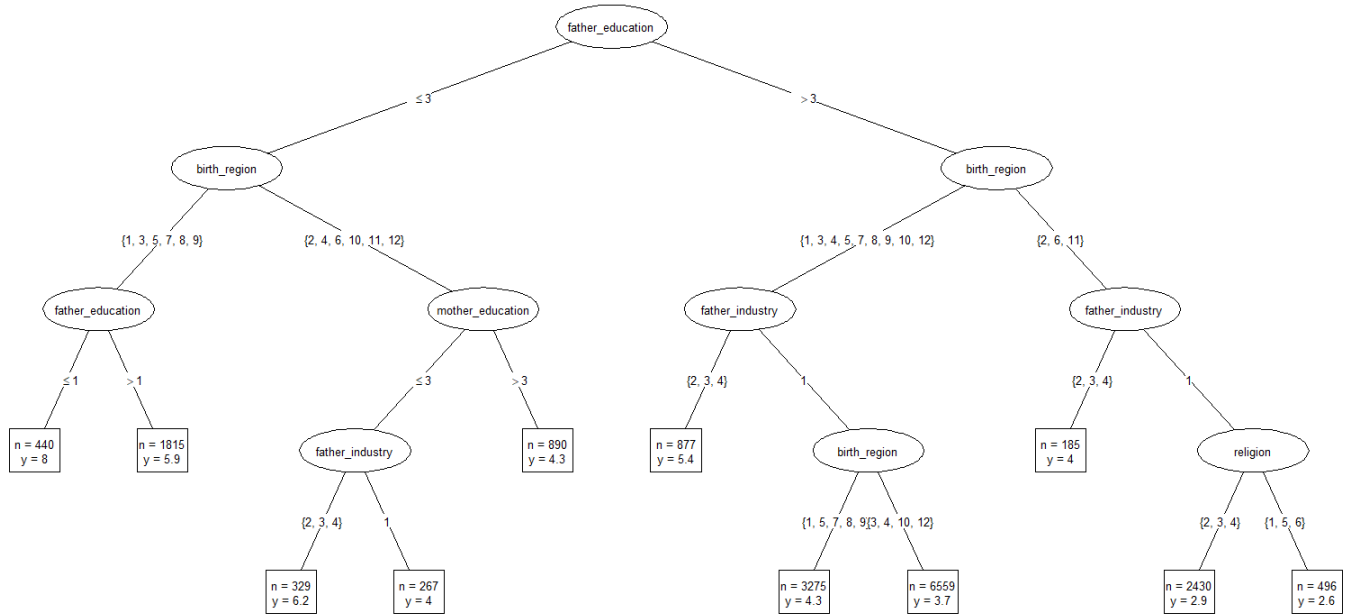 father_education
≤ 3
> 3
birth_region
birth_region
{1, 3, 5, 7, 8, 9}
{2, 4, 6, 10, 11, 12}
{1, 3, 4, 5, 7, 8, 9, 10, 12}
{2, 6, 11}
father_education
mother_education
father_industry
father_industry
≤ 1
> 1
≤ 3
> 3
{2, 3, 4}
1
{2, 3, 4}
1
n = 440
y = 8
n = 1815
y = 5.9
father_industry
n = 890
y = 4.3
n = 877
y = 5.4
birth_region
n = 185
y = 4
religion
{2, 3, 4}
1
{1, 5, 7, 8, 9}
{3, 4, 10, 12}
{2, 3, 4}
{1, 5, 6}
n = 329
y = 6.2
n = 267
y = 4
n = 3275
y = 4.3
n = 6559
y = 3.7
n = 2430
y = 2.9
n = 496
y = 2.6